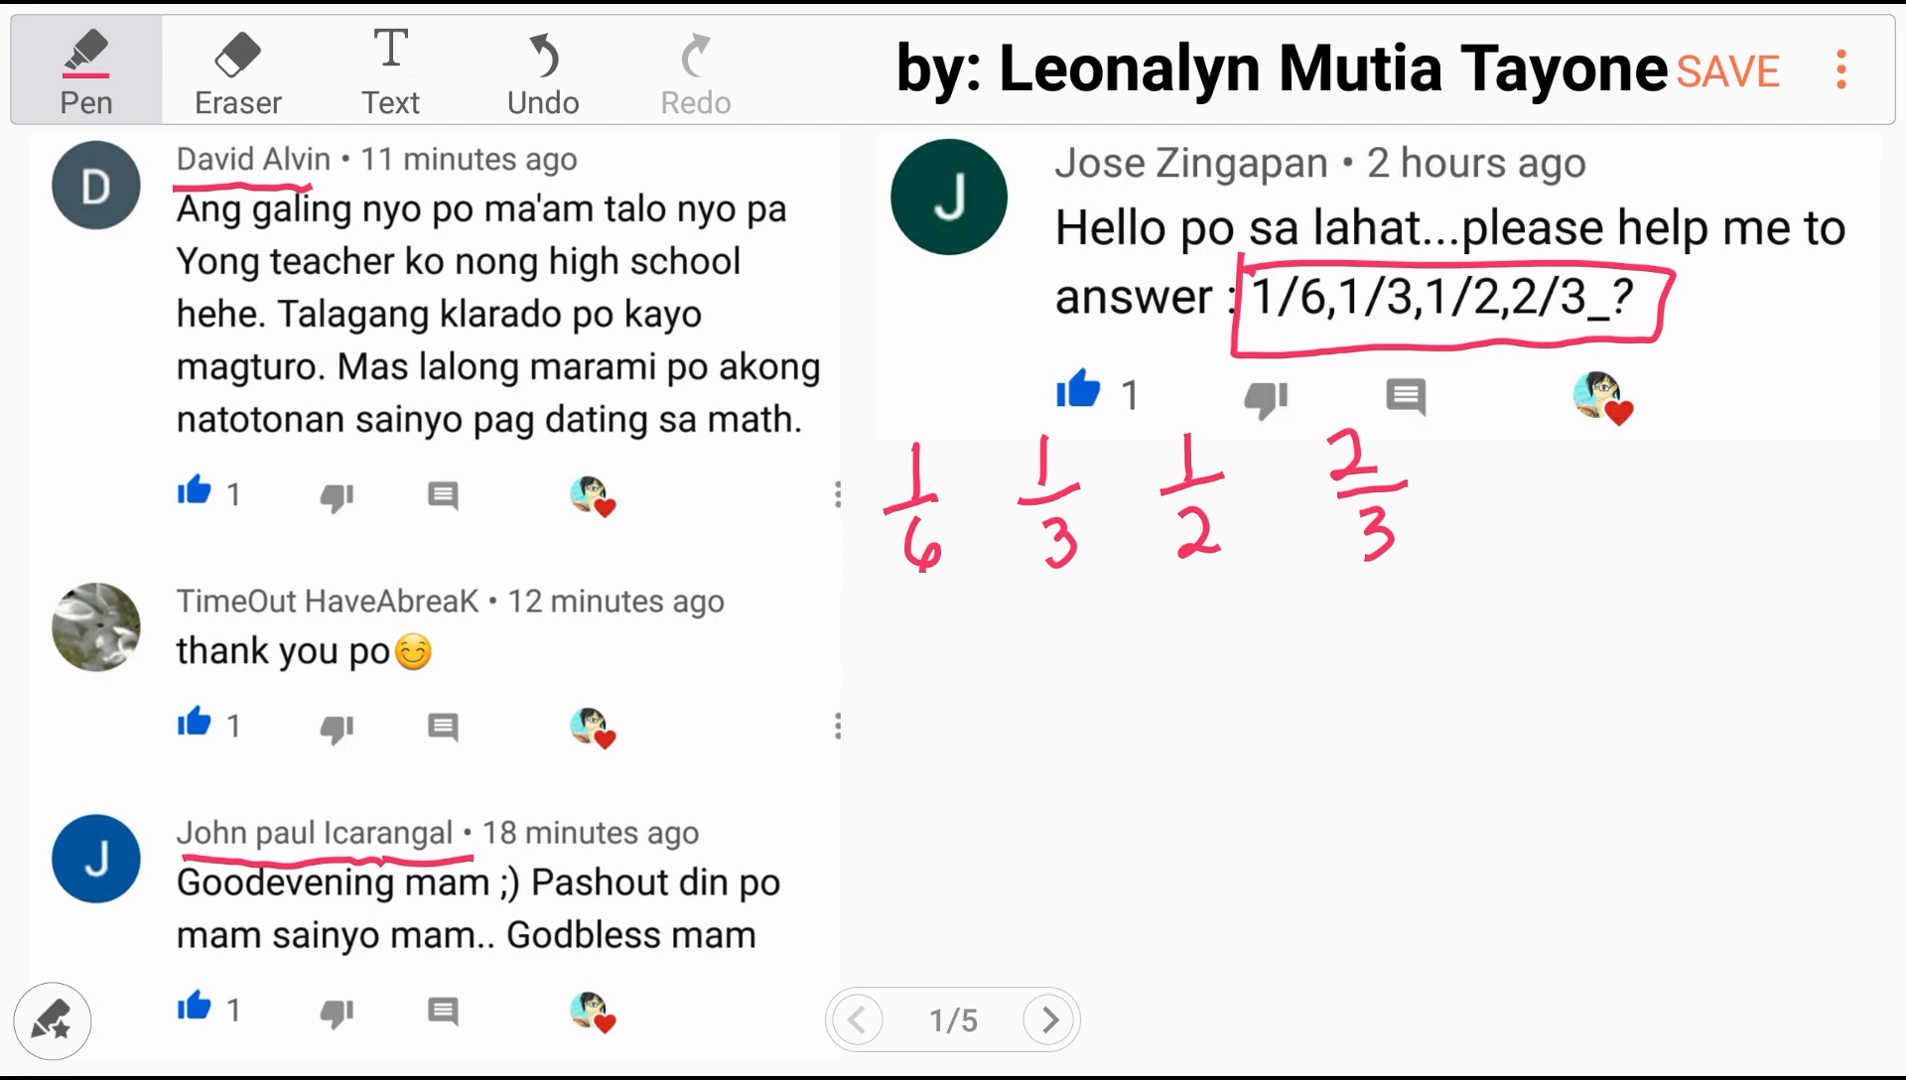 Pen
Eraser
T
Text
Undo
Redo
by: Leonalyn Mutia Tayone
SAVE
D
David Alvin • 11 minutes ago
Ang galing nyo po ma'am talo nyo pa
Yong teacher ko nong high school
hehe. Talagang klarado po kayo
magturo. Mas lalong marami po akong
natotonan sainyo pag dating sa math.
1
TimeOut HaveAbreaK • 12 minutes ago
thank you po😊
1
J
John paul Icarangal • 18 minutes ago
Goodevening mam ;) Pashout din po
mam sainyo mam.. Godbless mam
1
J
Jose Zingapan • 2 hours ago
Hello po sa lahat...please help me to
answer : 1/6,1/3,1/2,2/3_?
1
1/6 1/3 1/2 2/3
1/5